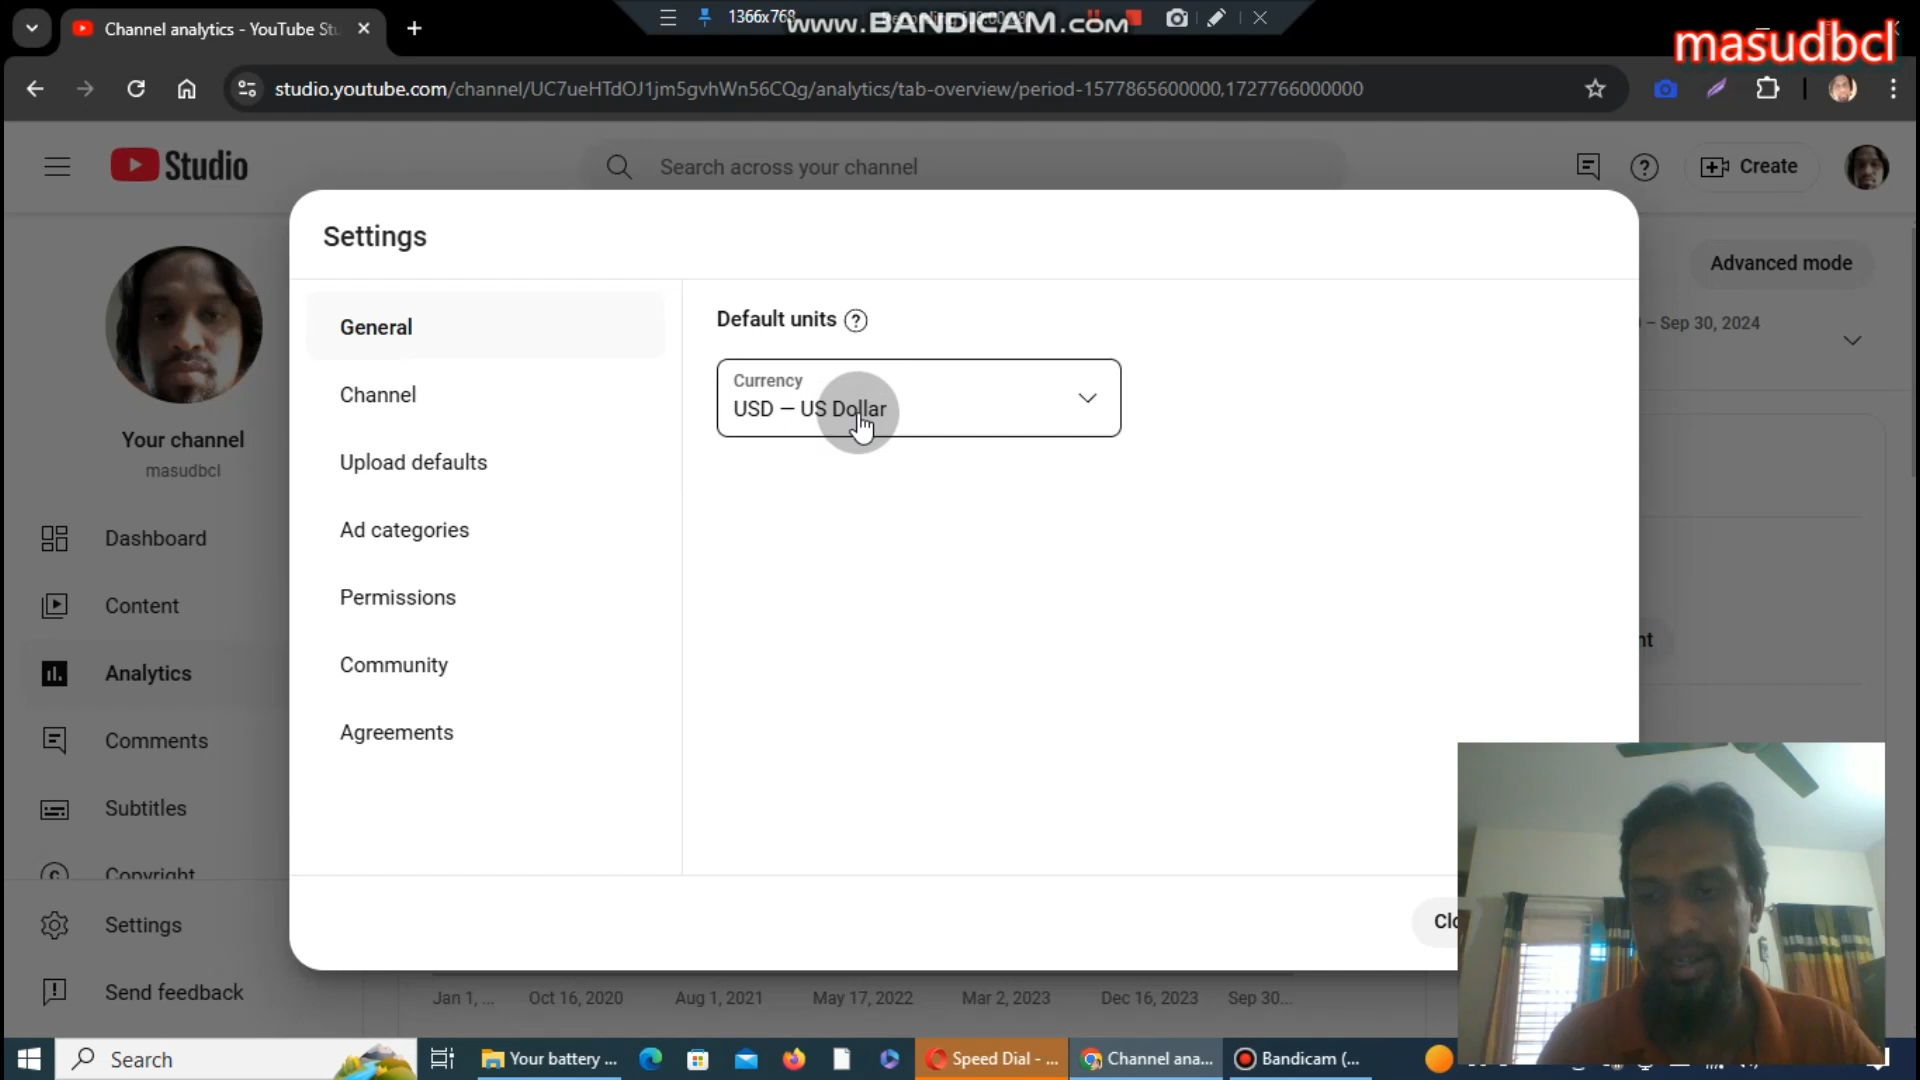 Channel analytics - YouTube Stu
1366x768
www.BANDICAM.com
masudbcl
studio.youtube.com/channel/UC7ueHTdOJ1jm5gvhWn56CQg/analytics/tab-overview/period-1577865600000,1727766000000
Studio
Search across your channel
Create
Settings
Advanced mode
– Sep 30, 2024
General
Default units
Currency
USD — US Dollar
Channel
Upload defaults
Ad categories
Permissions
Community
Agreements
Your channel
masudbcl
Dashboard
Content
Analytics
Comments
Subtitles
Copyright
Settings
Send feedback
nt
Clo
Jan 1, ...
Oct 16, 2020
Aug 1, 2021
May 17, 2022
Mar 2, 2023
Dec 16, 2023
Sep 30...
Search
Your battery ...
Speed Dial - ...
Channel ana...
Bandicam (...